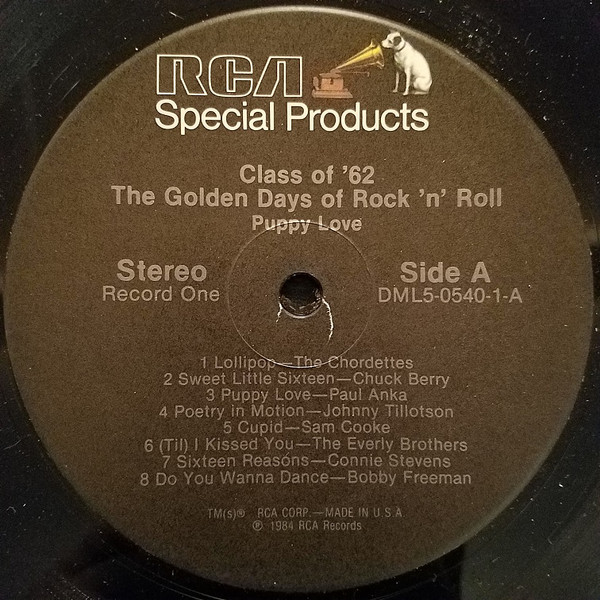 RCA
Special Products
Class of '62
The Golden Days of Rock 'n' Roll
Puppy Love
Stereo
Record One
Side A
DML5-0540-1-A
1 Lollipop—The Chordettes
2 Sweet Little Sixteen—Chuck Berry
3 Puppy Love—Paul Anka
4 Poetry in Motion—Johnny Tillotson
5 Cupid—Sam Cooke
6 (Til) I Kissed You—The Everly Brothers
7 Sixteen Reasons—Connie Stevens
8 Do You Wanna Dance—Bobby Freeman
TM(s)® RCA CORP.—MADE IN U.S.A.
℗ 1984 RCA Records